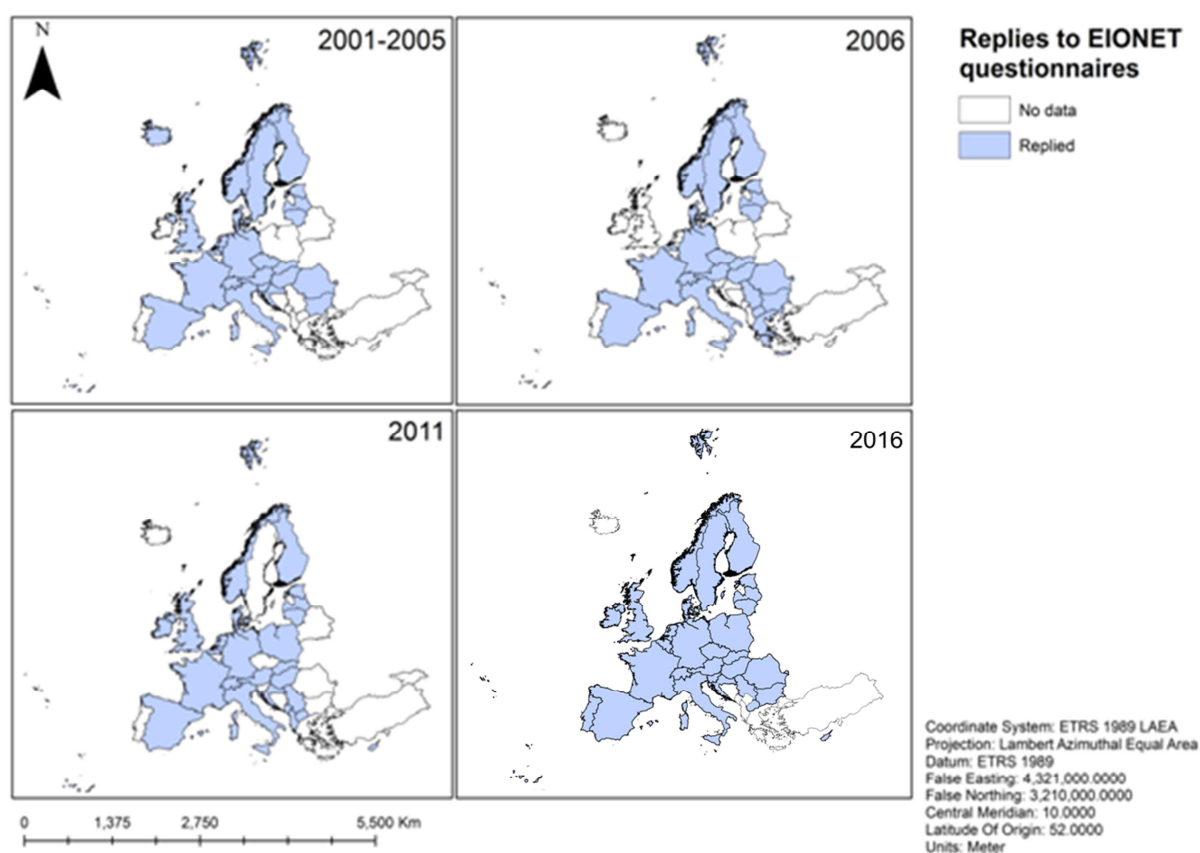 N
2001-2005
2006
Replies to EIONET
questionnaires
No data
Replied
2011
2016
Coordinate System: ETRS 1989 LAEA
Projection: Lambert Azimuthal Equal Area
Datum: ETRS 1989
False Easting: 4,321,000.0000
False Northing: 3,210,000.0000
Central Meridian: 10.0000
Latitude Of Origin: 52.0000
Units: Meter
0 1,375 2,750 5,500 Km